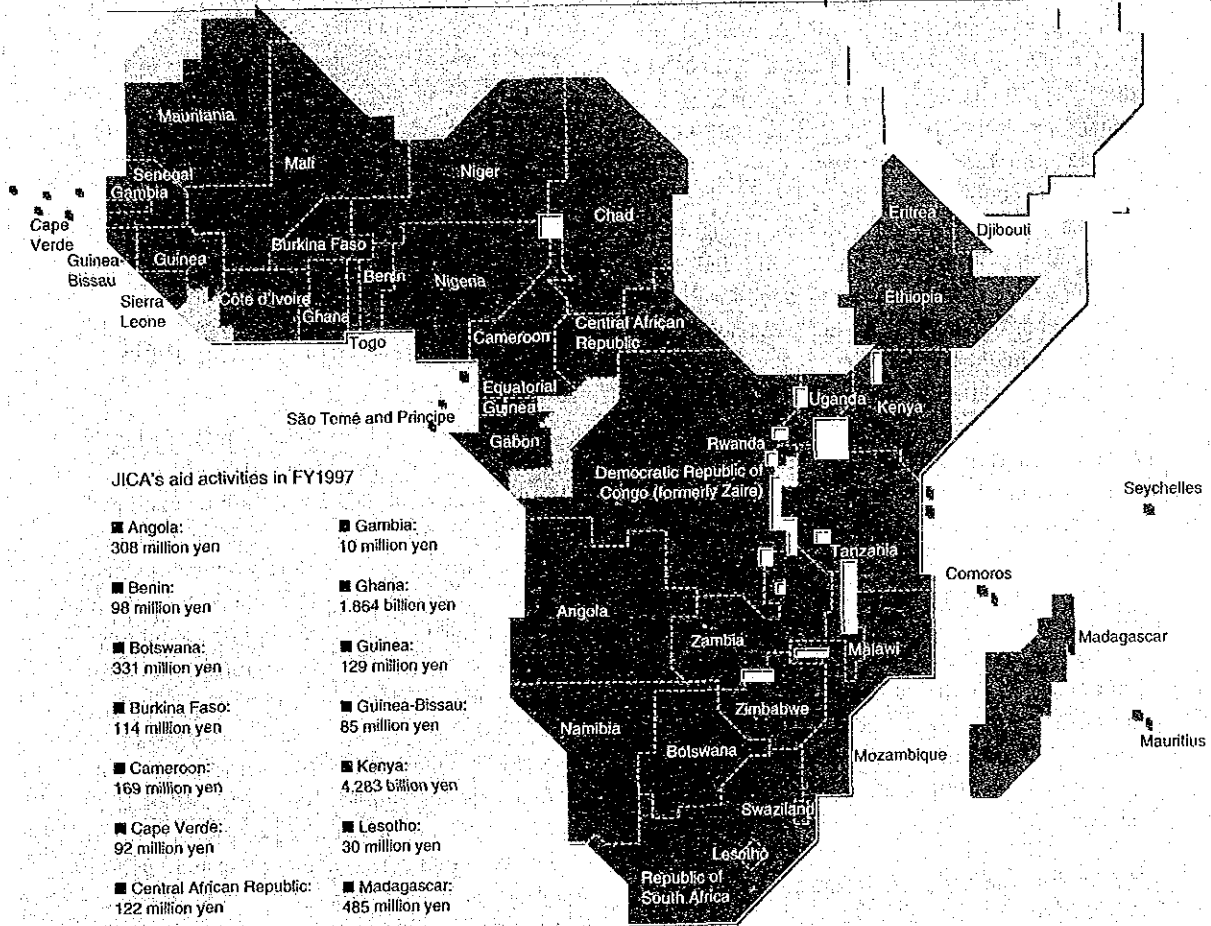 Mauritania
Mali
Niger
Senegal
Gambia
Chad
Eritrea
Cape
Verde
Djibouti
Burkina Faso
Guinea-
Bissau
Guinea
Benin
Nigeria
Ethiopia
Sierra
Leone
Côte d'Ivoire
Ghana
Togo
Cameroon
Central African
Republic
Equatorial
Guinea
Uganda
Kenya
São Temé and Principe
Gabon
Rwanda
Democratic Republic of
Congo (formerly Zaire)
Seychelles
Tanzania
Comoros
Angola
Zambia
Malawi
Madagascar
Namibia
Zimbabwe
Botswana
Mozambique
Mauritius
Swaziland
Lesotho
Republic of
South Africa
JICA's aid activities in FY1997
Angola:
308 million yen
Benin:
98 million yen
Botswana:
331 million yen
Burkina Faso:
114 million yen
Cameroon:
169 million yen
Cape Verde:
92 million yen
Central African Republic:
122 million yen
Gambia:
10 million yen
Ghana:
1.864 billion yen
Guinea:
129 million yen
Guinea-Bissau:
85 million yen
Kenya:
4.283 billion yen
Lesotho:
30 million yen
Madagascar:
485 million yen